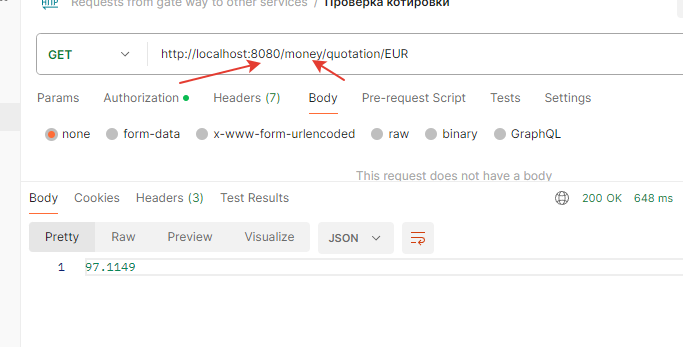 HTTP Requests from gate way to other services / Проверка котировки
GET http://localhost:8080/money/quotation/EUR
Params Authorization Headers (7) Body Pre-request Script Tests Settings
none form-data x-www-form-urlencoded raw binary GraphQL
This request does not have a body
Body Cookies Headers (3) Test Results 200 OK 648 ms
Pretty Raw Preview Visualize JSON
1 97.1149